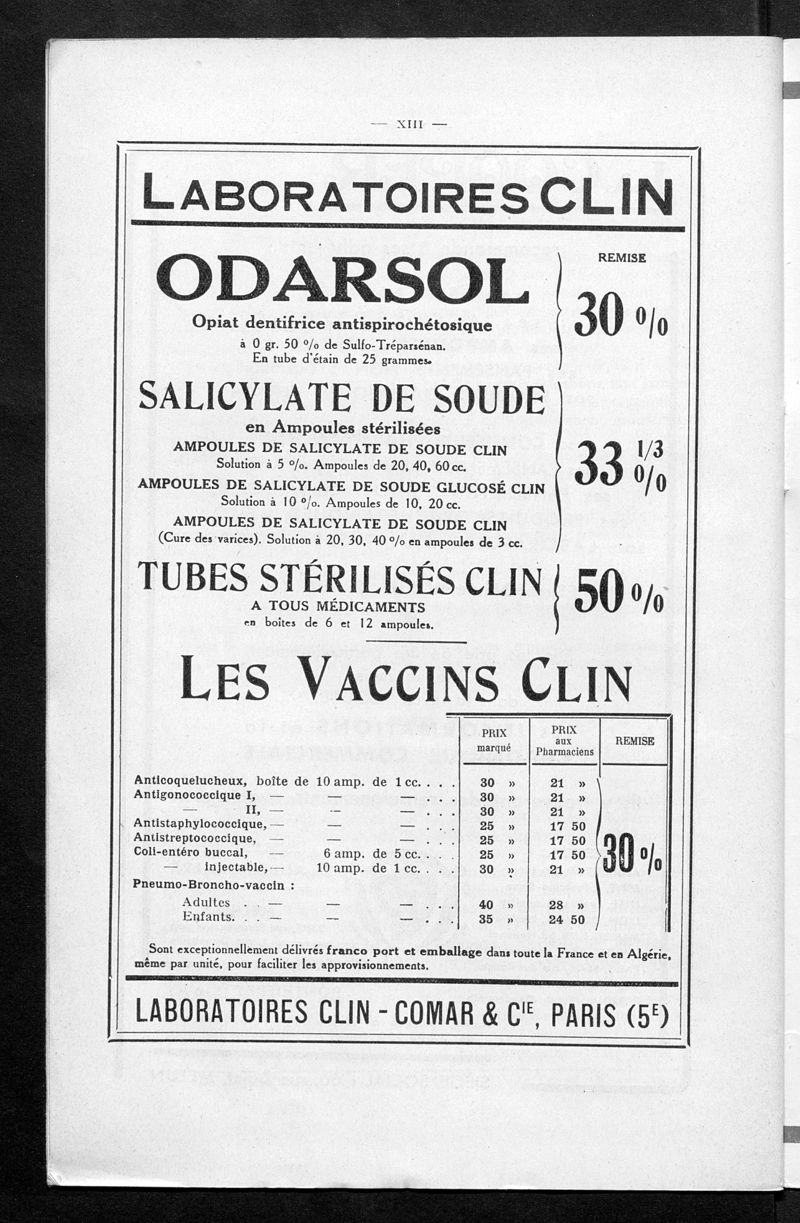 — XIII —
LABORATOIRES CLIN
ODARSOL
Opiat dentifrice antispirochétosique
à 0 gr. 50 % de Sulfo-Tréparsénan.
En tube d'étain de 25 grammes.
REMISE
30 %
SALICYLATE DE SOUDE
en Ampoules stérilisées
AMPOULES DE SALICYLATE DE SOUDE CLIN
Solution à 5 %. Ampoules de 20, 40, 60 cc.
AMPOULES DE SALICYLATE DE SOUDE GLUCOSÉ CLIN
Solution à 10 %. Ampoules de 10, 20 cc.
AMPOULES DE SALICYLATE DE SOUDE CLIN
(Cure des varices). Solution à 20, 30, 40 % en ampoules de 3 cc.
33 1/3 %
TUBES STÉRILISÉS CLIN
A TOUS MÉDICAMENTS
en boîtes de 6 et 12 ampoules.
50 %
LES VACCINS CLIN
PRIX marqué PRIX aux Pharmaciens REMISE
Anticoquelucheux, boîte de 10 amp. de 1 cc. . . . 30 » 21 »
Antigonococcique I, — — — . . . 30 » 21 »
— II, — — — . . . 30 » 21 »
Antistaphylococcique, — — — . . . 25 » 17 50
Antistreptococcique, — — — . . . 25 » 17 50
Coli-entéro buccal, — 6 amp. de 5 cc. . . . 25 » 17 50
— injectable, — 10 amp. de 1 cc. . . . 30 » 21 »
30 %
Pneumo-Broncho-vaccin :
Adultes . . — — — . . . 40 » 28 »
Enfants. . . — — — . . . 35 » 24 50
Sont exceptionnellement délivrés franco port et emballage dans toute la France et en Algérie,
même par unité, pour faciliter les approvisionnements.
LABORATOIRES CLIN - COMAR & CIE, PARIS (5E)